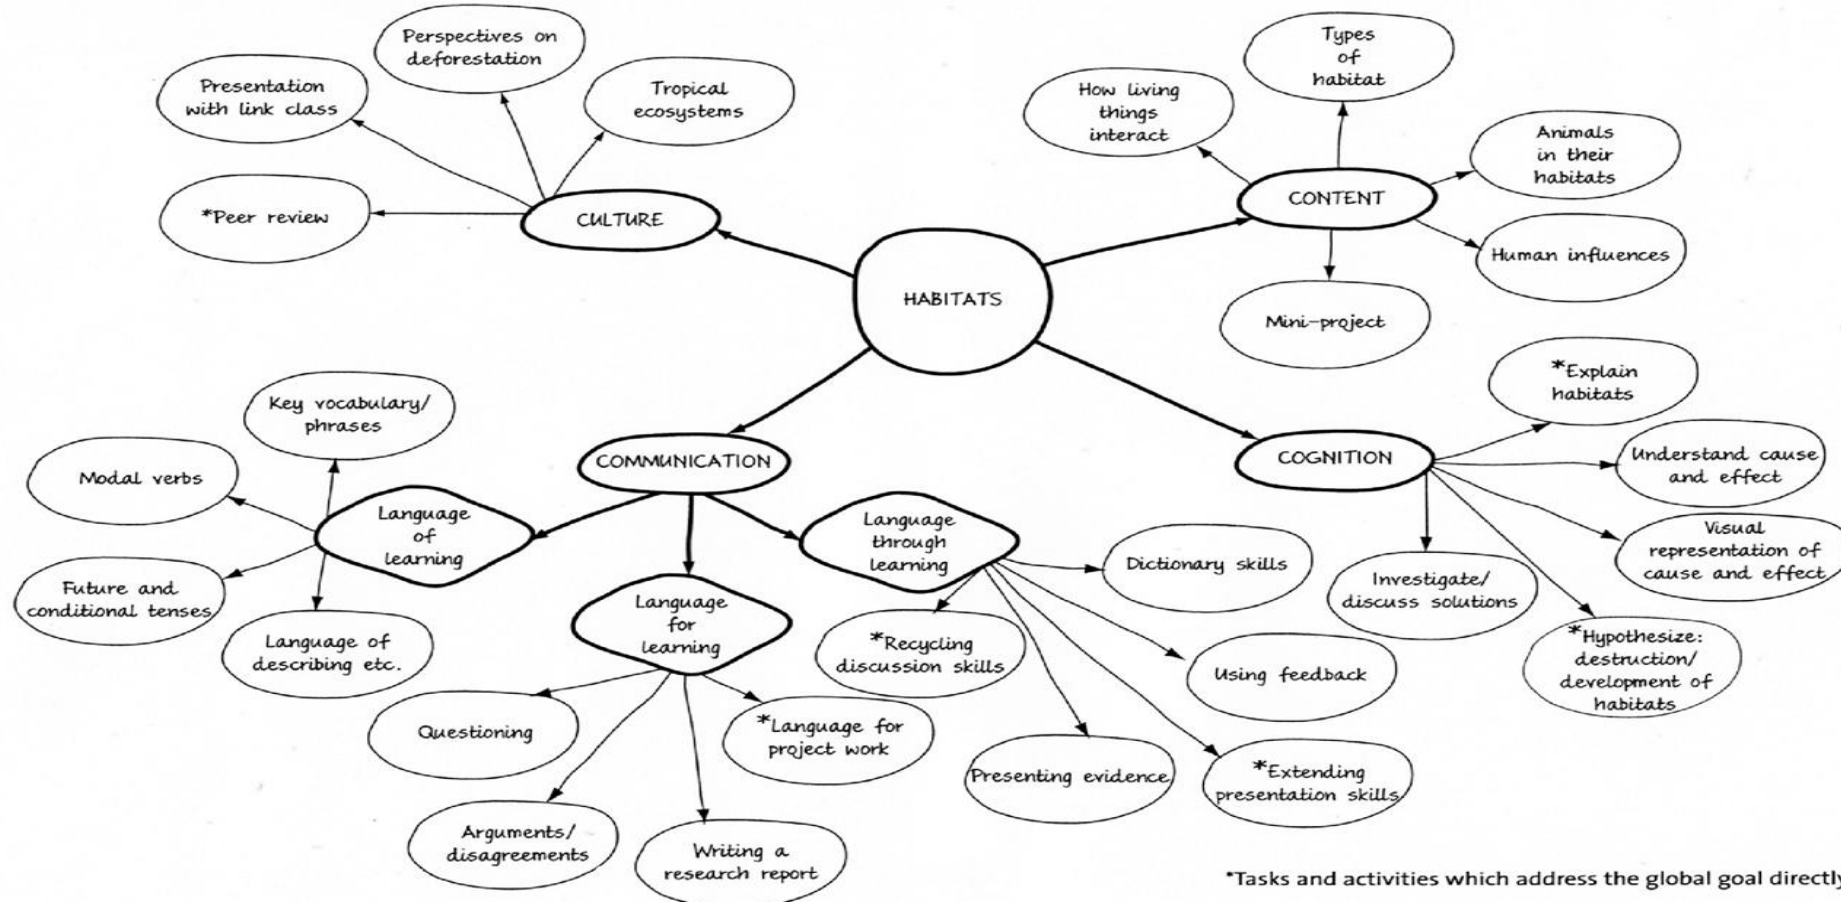 Perspectives on
deforestation
Presentation
with link class
Tropical
ecosystems
*Peer review
CULTURE
Types
of
habitat
How living
things
interact
Animals
in their
habitats
CONTENT
Human influences
Mini-project
HABITATS
Key vocabulary/
phrases
Modal verbs
Language
of
learning
Future and
conditional tenses
Language of
describing etc.
COMMUNICATION
Language
through
learning
Language
for
learning
Dictionary skills
*Recycling
discussion skills
Using feedback
Presenting evidence
*Extending
presentation skills
Questioning
*Language for
project work
Arguments/
disagreements
Writing a
research report
COGNITION
*Explain
habitats
Understand cause
and effect
Visual
representation of
cause and effect
Investigate/
discuss solutions
*Hypothesize:
destruction/
development of
habitats
*Tasks and activities which address the global goal directly